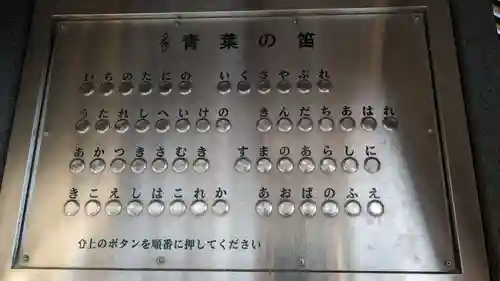 青葉の笛
いちのたにの いくさやぶれ
うたれしへいけの きんだちあはれ
あかつきさむき すまのあらしに
きこえしはこれか あおばのふえ
⇧上のボタンを順番に押してください